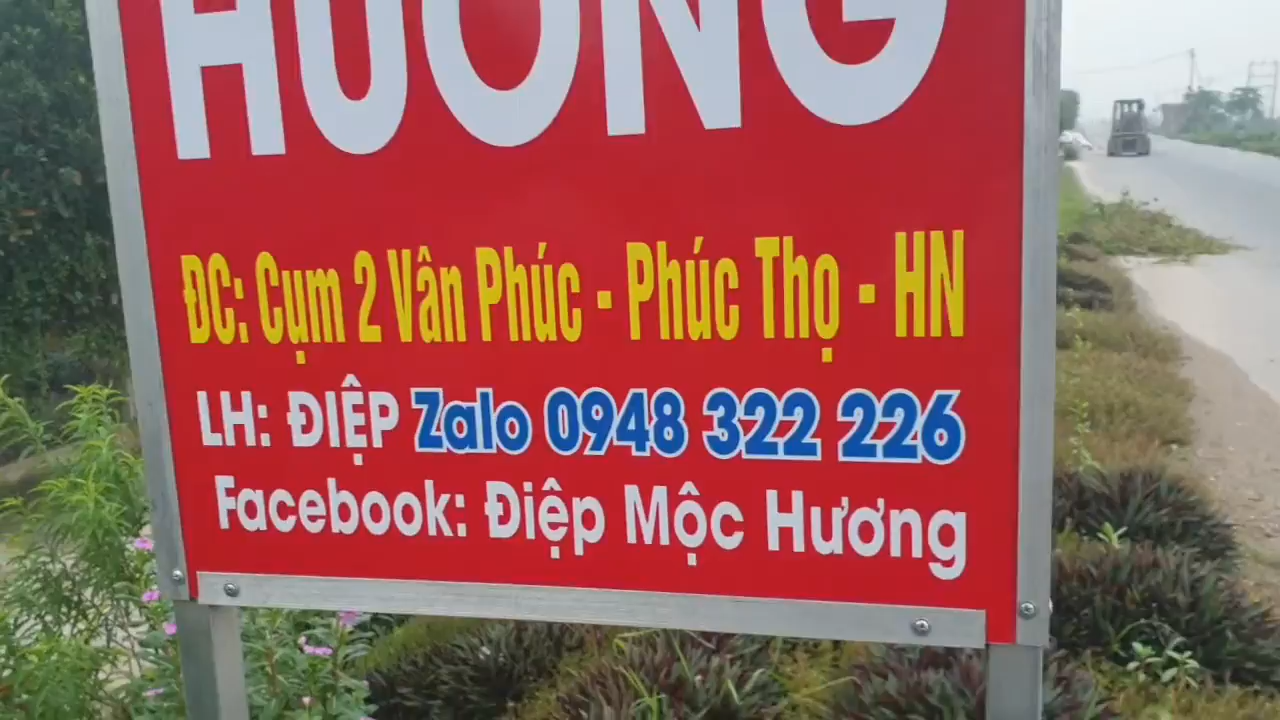 HƯƠNG
ĐC: Cụm 2 Vân Phúc - Phúc Thọ - HN
LH: ĐIỆP Zalo 0948 322 226
Facebook: Điệp Mộc Hương